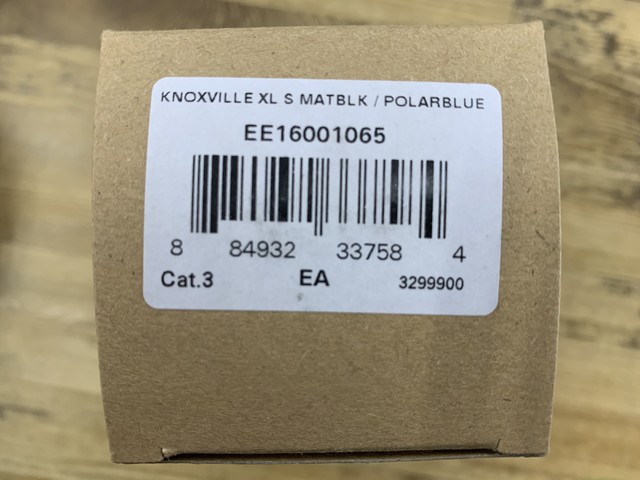 KNOXVILLE XL S MATBLK / POLARBLUE
EE16001065
8 84932 33758 4
Cat.3 EA 3299900